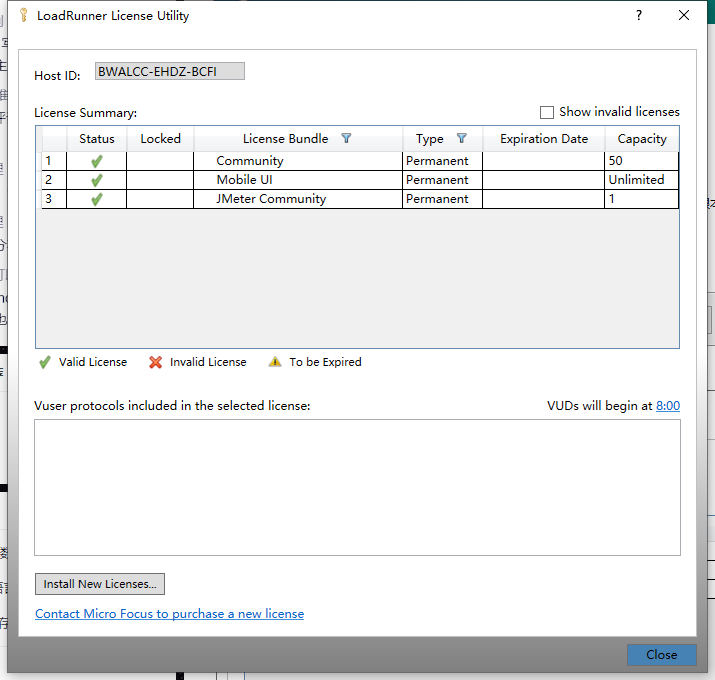 LoadRunner License Utility
?
Host ID: BWALCC-EHDZ-BCFI
License Summary:
Show invalid licenses
Status Locked License Bundle Type Expiration Date Capacity
1 Community Permanent 50
2 Mobile UI Permanent Unlimited
3 JMeter Community Permanent 1
Valid License Invalid License To be Expired
Vuser protocols included in the selected license: VUDs will begin at 8:00
Install New Licenses...
Contact Micro Focus to purchase a new license
Close